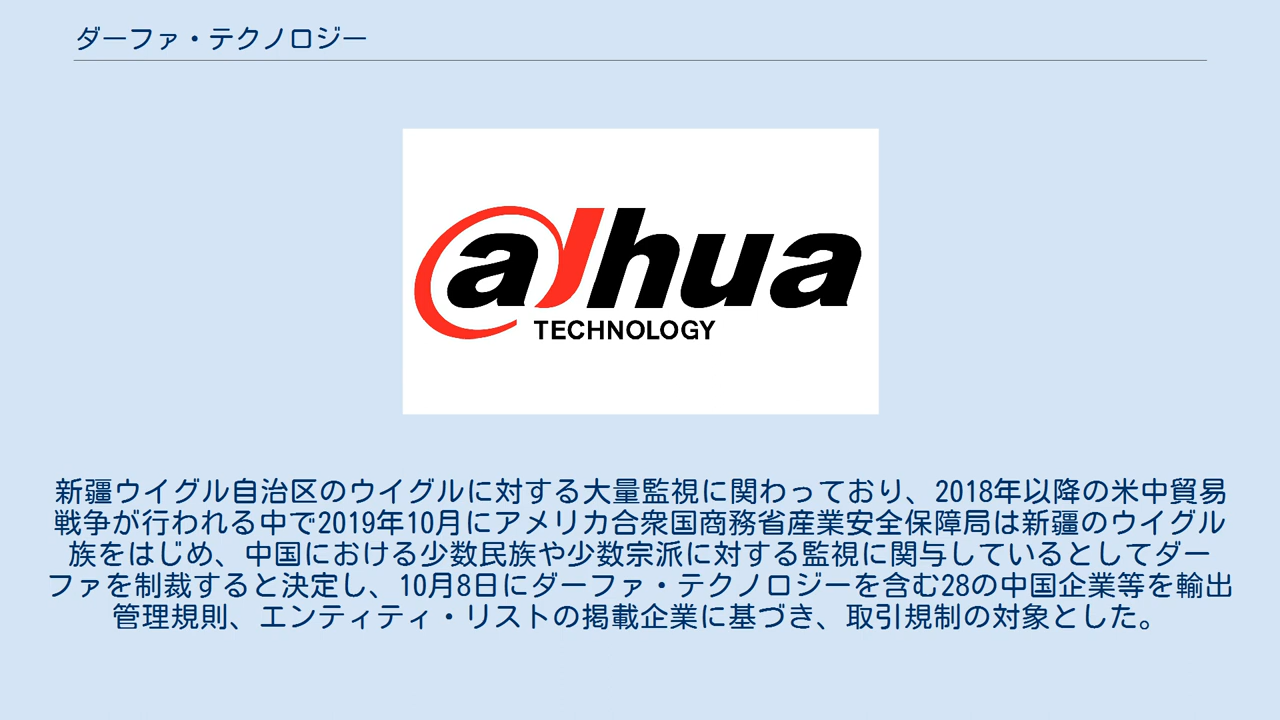 ダーファ・テクノロジー
alhua
TECHNOLOGY
新疆ウイグル自治区のウイグルに対する大量監視に関わっており、2018年以降の米中貿易
戦争が行われる中で2019年10月にアメリカ合衆国商務省産業安全保障局は新疆のウイグル
族をはじめ、中国における少数民族や少数宗派に対する監視に関与しているとしてダー
ファを制裁すると決定し、10月8日にダーファ・テクノロジーを含む28の中国企業等を輸出
管理規則、エンティティ・リストの掲載企業に基づき、取引規制の対象とした。